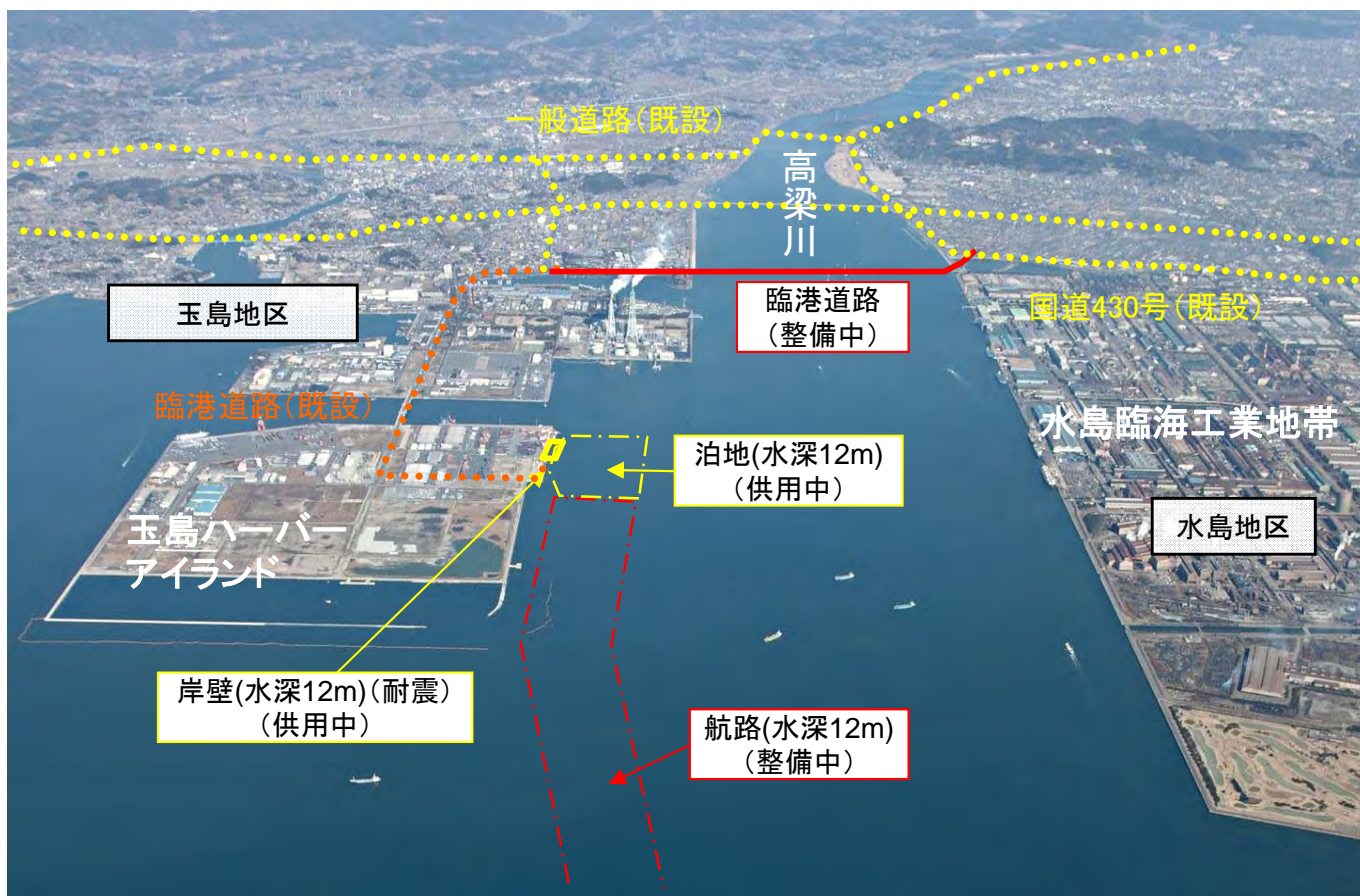 一般道路(既設)
高梁川
玉島地区
臨港道路
(整備中)
国道430号(既設)
臨港道路(既設)
水島臨海工業地帯
泊地(水深12m)
(供用中)
玉島ハーバー
アイランド
水島地区
岸壁(水深12m)(耐震)
(供用中)
航路(水深12m)
(整備中)